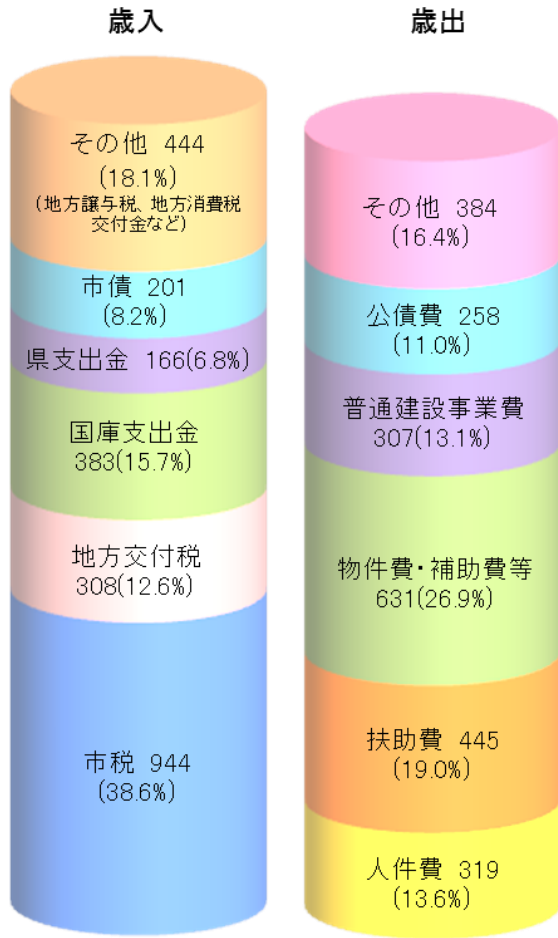 歳入
その他 444
(18.1%)
(地方譲与税、地方消費税
交付金など)
市債 201
(8.2%)
県支出金 166(6.8%)
国庫支出金
383(15.7%)
地方交付税
308(12.6%)
市税 944
(38.6%)
歳出
その他 384
(16.4%)
公債費 258
(11.0%)
普通建設事業費
307(13.1%)
物件費・補助費等
631(26.9%)
扶助費 445
(19.0%)
人件費 319
(13.6%)